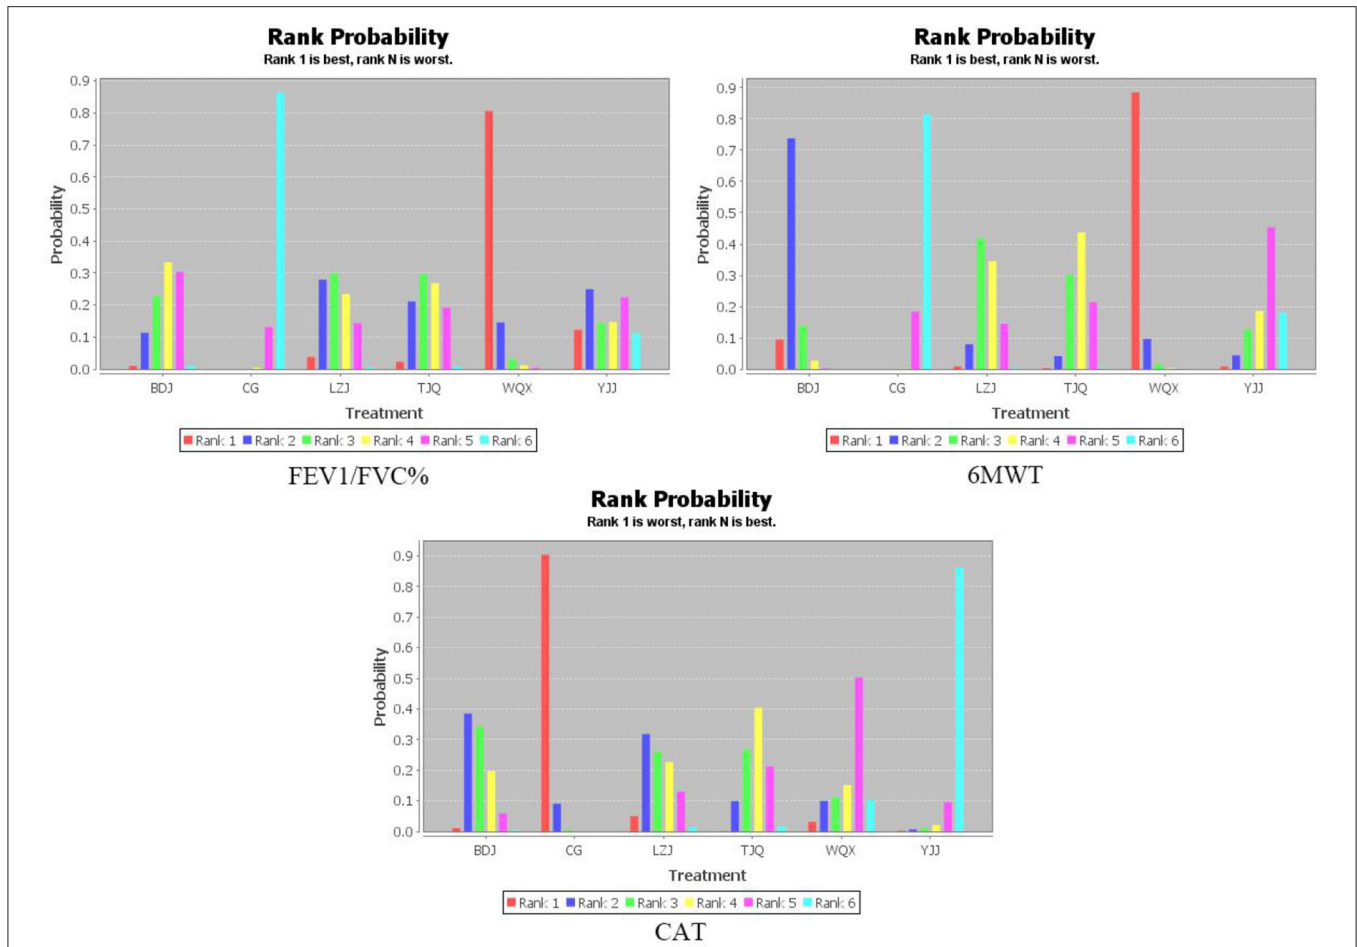 Rank Probability
Rank 1 is best, rank N is worst.
0.9
0.8
0.7
0.6
0.5
0.4
0.3
0.2
0.1
0.0
Probability
BDJ CG LZJ TJQ WQX YJJ
Treatment
Rank 1 Rank 2 Rank 3 Rank 4 Rank 5 Rank 6
FEV1/FVC%
Rank Probability
Rank 1 is best, rank N is worst.
0.9
0.8
0.7
0.6
0.5
0.4
0.3
0.2
0.1
0.0
Probability
BDJ CG LZJ TJQ WQX YJJ
Treatment
Rank 1 Rank 2 Rank 3 Rank 4 Rank 5 Rank 6
6MWT
Rank Probability
Rank 1 is worst, rank N is best.
0.9
0.8
0.7
0.6
0.5
0.4
0.3
0.2
0.1
0.0
Probability
BDJ CG LZJ TJQ WQX YJJ
Treatment
Rank 1 Rank 2 Rank 3 Rank 4 Rank 5 Rank 6
CAT